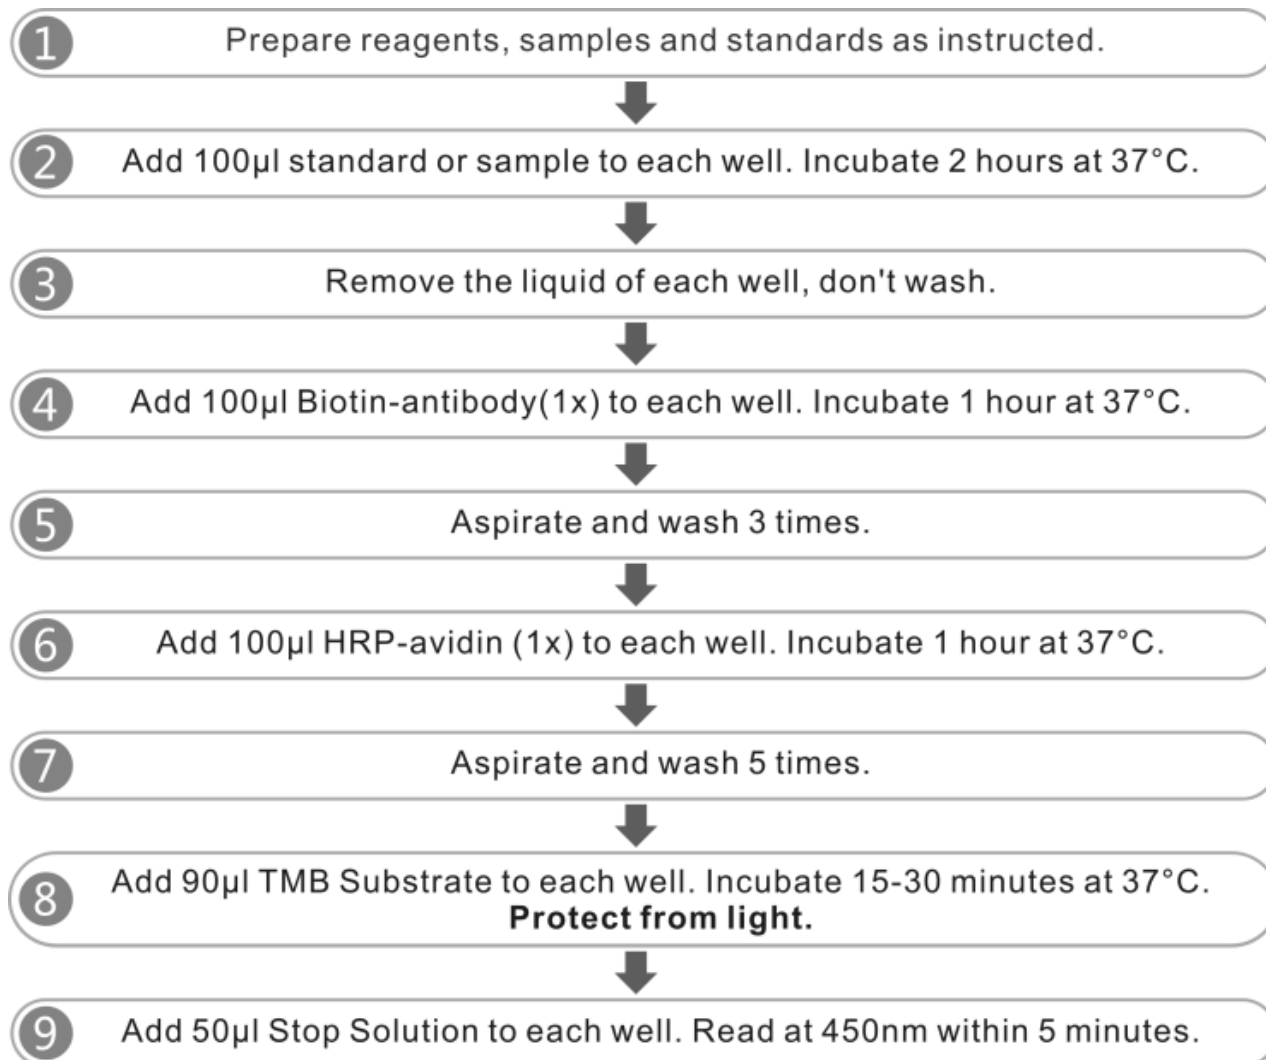 1 Prepare reagents, samples and standards as instructed.
2 Add 100μl standard or sample to each well. Incubate 2 hours at 37°C.
3 Remove the liquid of each well, don't wash.
4 Add 100μl Biotin-antibody(1x) to each well. Incubate 1 hour at 37°C.
5 Aspirate and wash 3 times.
6 Add 100μl HRP-avidin (1x) to each well. Incubate 1 hour at 37°C.
7 Aspirate and wash 5 times.
8 Add 90μl TMB Substrate to each well. Incubate 15-30 minutes at 37°C.
Protect from light.
9 Add 50μl Stop Solution to each well. Read at 450nm within 5 minutes.